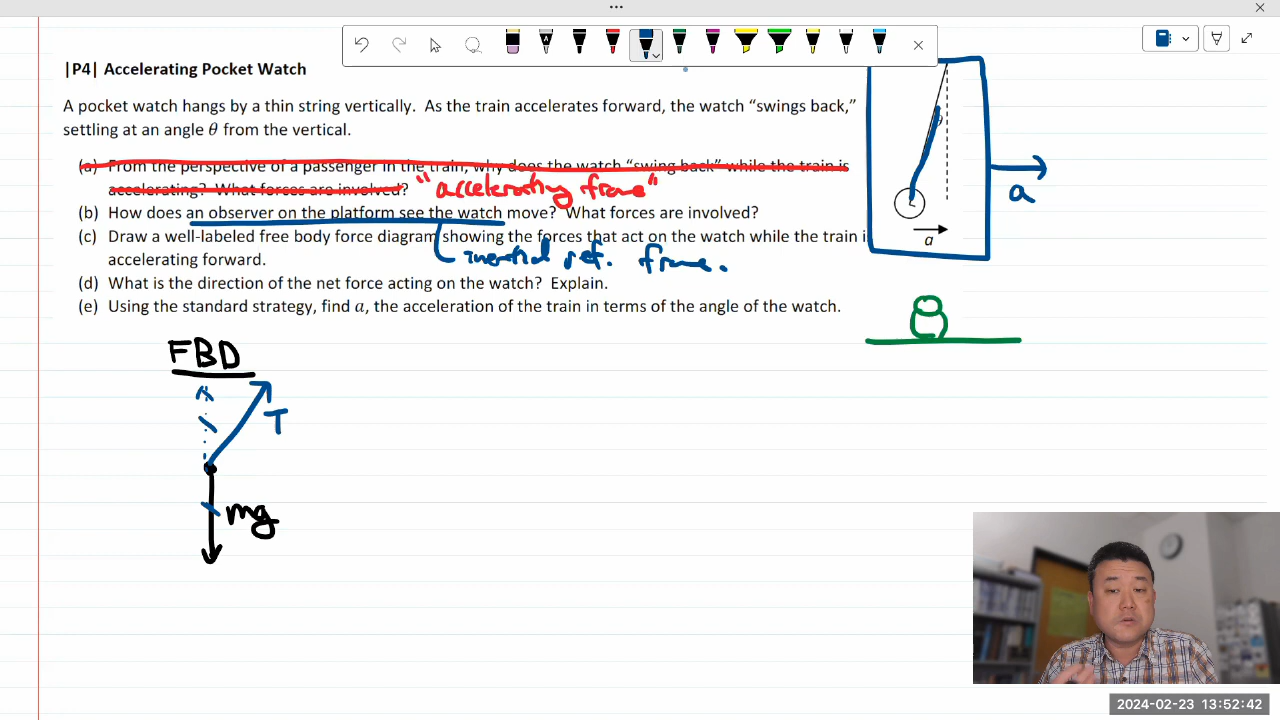 |P4| Accelerating Pocket Watch
A pocket watch hangs by a thin string vertically. As the train accelerates forward, the watch “swings back,”
settling at an angle θ from the vertical.
(a) From the perspective of a passenger in the train, why does the watch “swing back” while the train is
accelerating? What forces are involved?
"accelerating frame"
(b) How does an observer on the platform see the watch move? What forces are involved?
(c) Draw a well-labeled free body force diagram showing the forces that act on the watch while the train i
accelerating forward.
inertial ref. frame.
(d) What is the direction of the net force acting on the watch? Explain.
(e) Using the standard strategy, find a, the acceleration of the train in terms of the angle of the watch.
θ
a
a
FBD
T
mg
2024-02-23 13:52:42